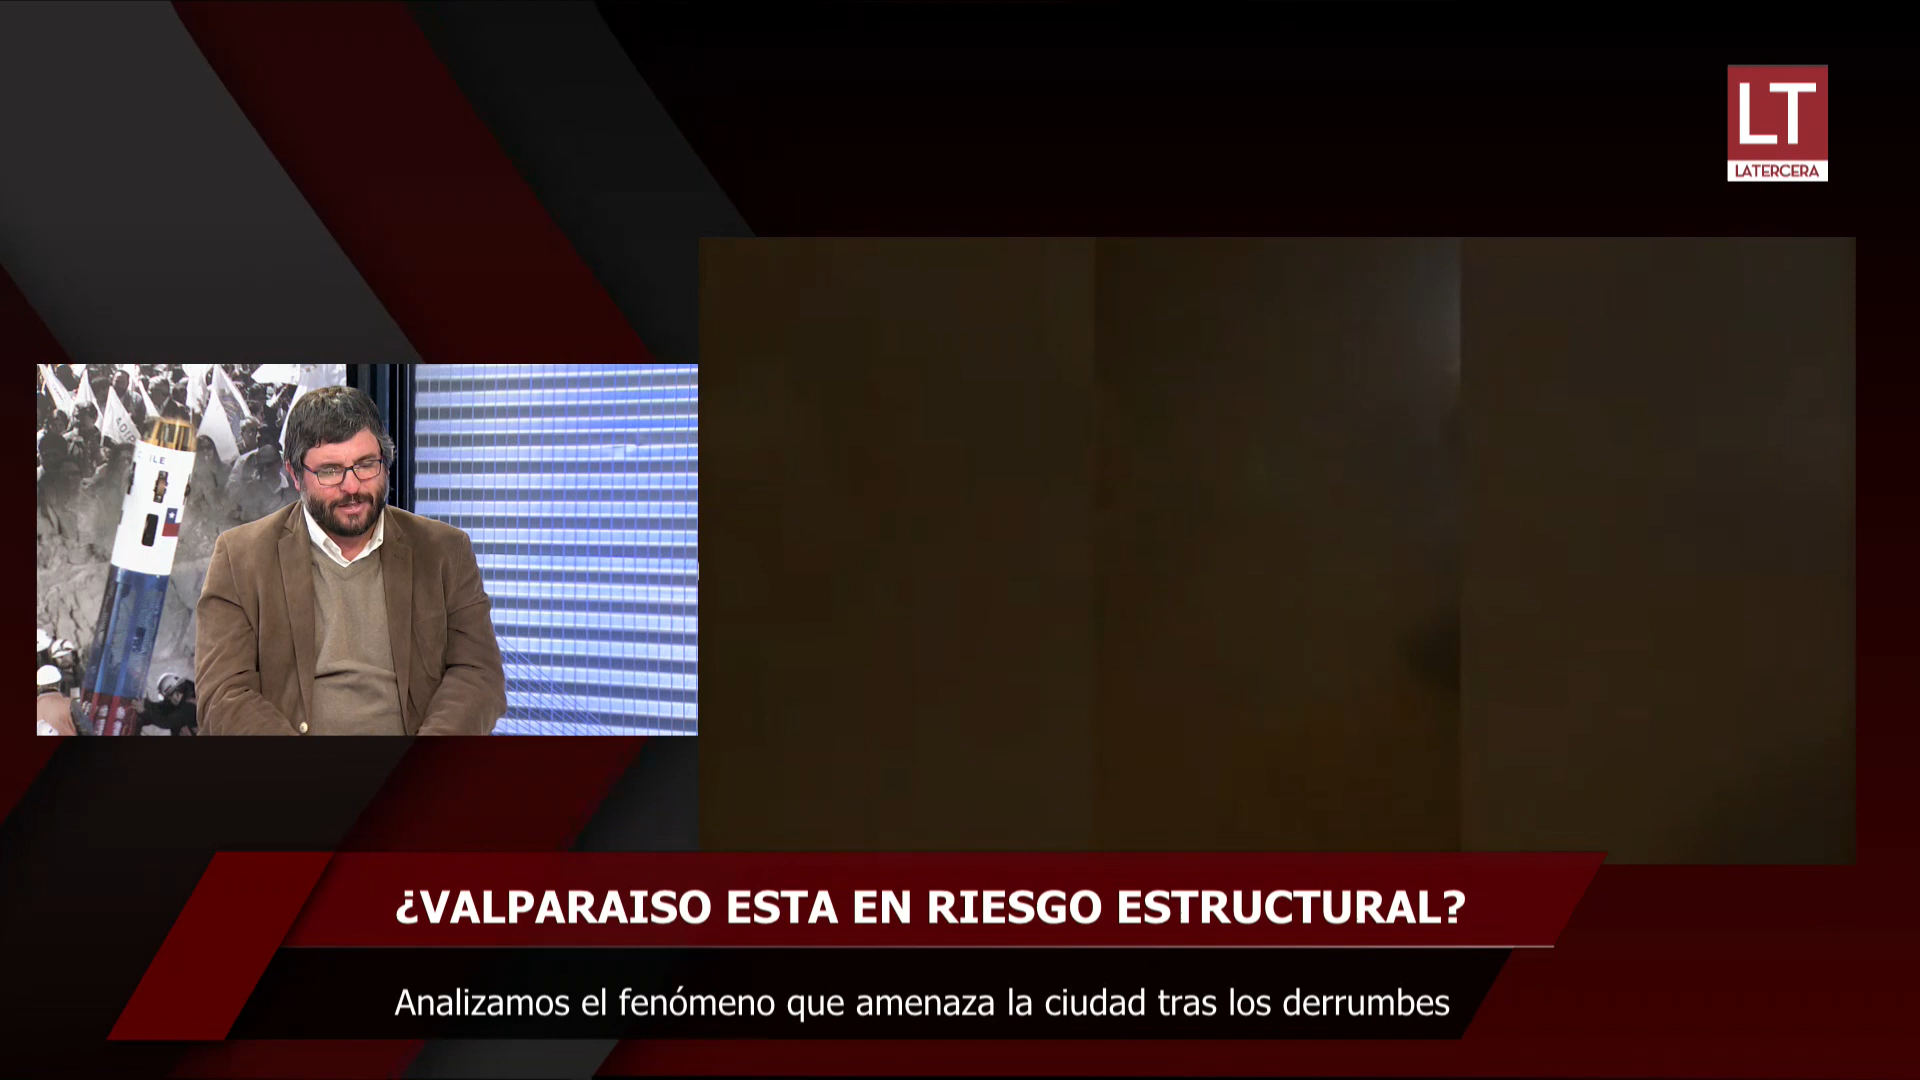 LT
LATERCERA
¿VALPARAISO ESTA EN RIESGO ESTRUCTURAL?
Analizamos el fenómeno que amenaza la ciudad tras los derrumbes